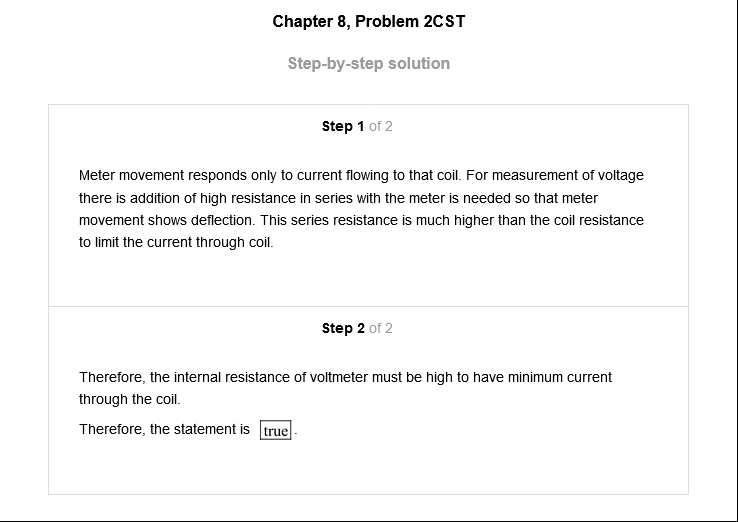 Chapter 8, Problem 2CST
Step-by-step solution
Step 1 of 2
Meter movement responds only to current flowing to that coil. For measurement of voltage
there is addition of high resistance in series with the meter is needed so that meter
movement shows deflection. This series resistance is much higher than the coil resistance
to limit the current through coil.
Step 2 of 2
Therefore, the internal resistance of voltmeter must be high to have minimum current
through the coil.
Therefore, the statement is true.